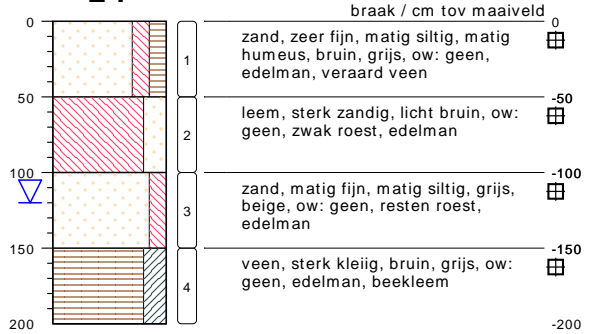 braak / cm tov maaiveld
0 0
zand, zeer fijn, matig siltig, matig
humeus, bruin, grijs, ow: geen,
edelman, veraard veen
1
50 -50
leem, sterk zandig, licht bruin, ow:
geen, zwak roest, edelman
2
100 -100
zand, matig fijn, matig siltig, grijs,
beige, ow: geen, resten roest,
edelman
3
150 -150
veen, sterk kleiig, bruin, grijs, ow:
geen, edelman, beekleem
4
200 -200